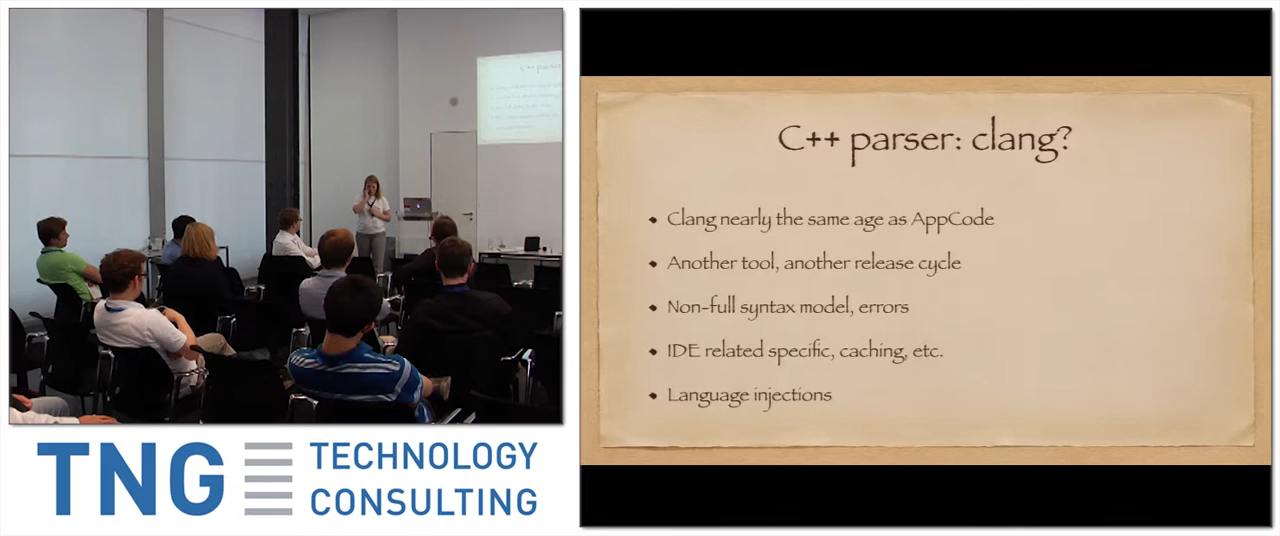 C++ parser: clang?
• Clang nearly the same age as AppCode
• Another tool, another release cycle
• Non-full syntax model, errors
• IDE related specific, caching, etc.
• Language injections
TNG TECHNOLOGY
CONSULTING